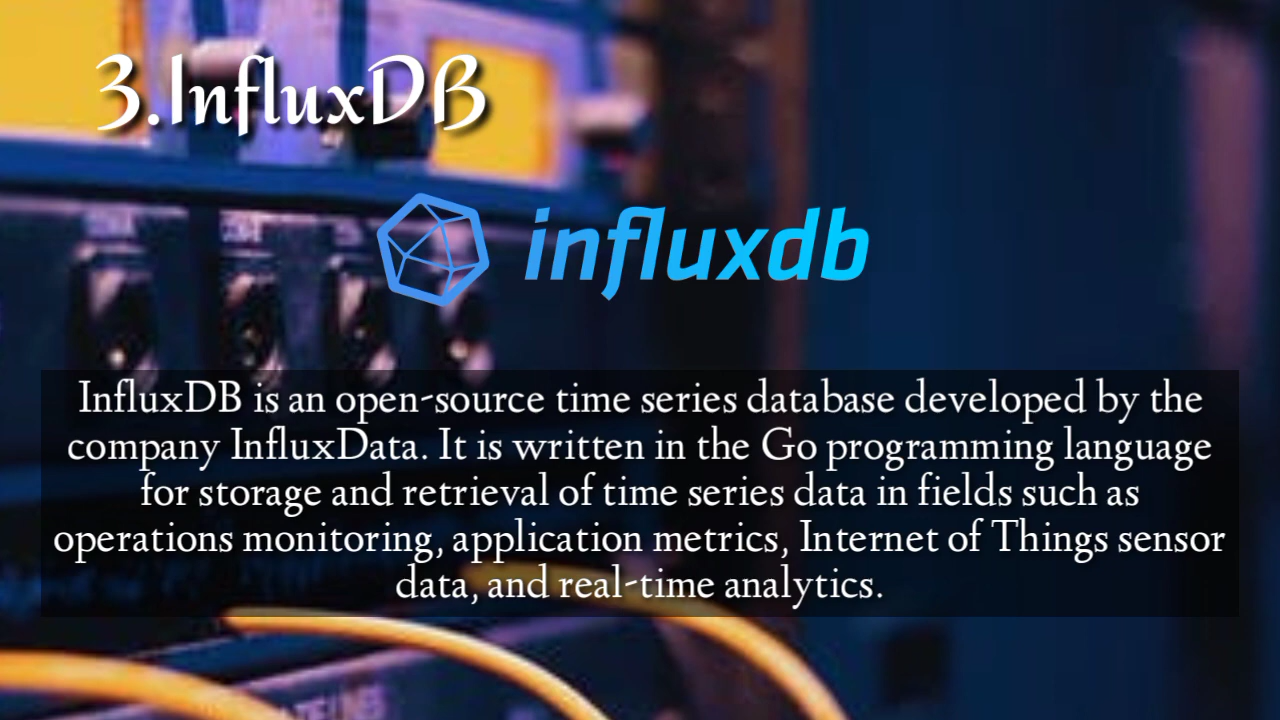 3.InfluxDB
influxdb
InfluxDB is an open-source time series database developed by the
company InfluxData. It is written in the Go programming language
for storage and retrieval of time series data in fields such as
operations monitoring, application metrics, Internet of Things sensor
data, and real-time analytics.